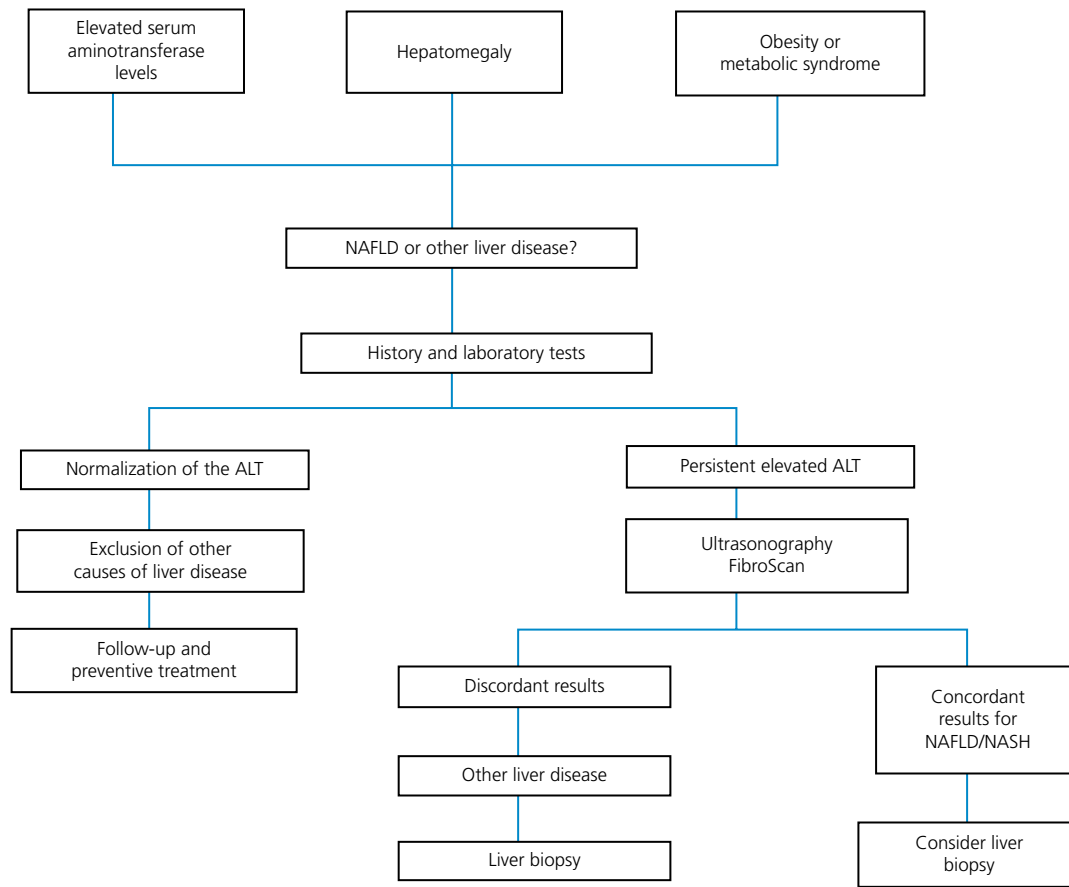 Elevated serum
aminotransferase
levels
Hepatomegaly
Obesity or
metabolic syndrome
NAFLD or other liver disease?
History and laboratory tests
Normalization of the ALT
Persistent elevated ALT
Exclusion of other
causes of liver disease
Ultrasonography
FibroScan
Follow-up and
preventive treatment
Discordant results
Concordant
results for
NAFLD/NASH
Other liver disease
Liver biopsy
Consider liver
biopsy